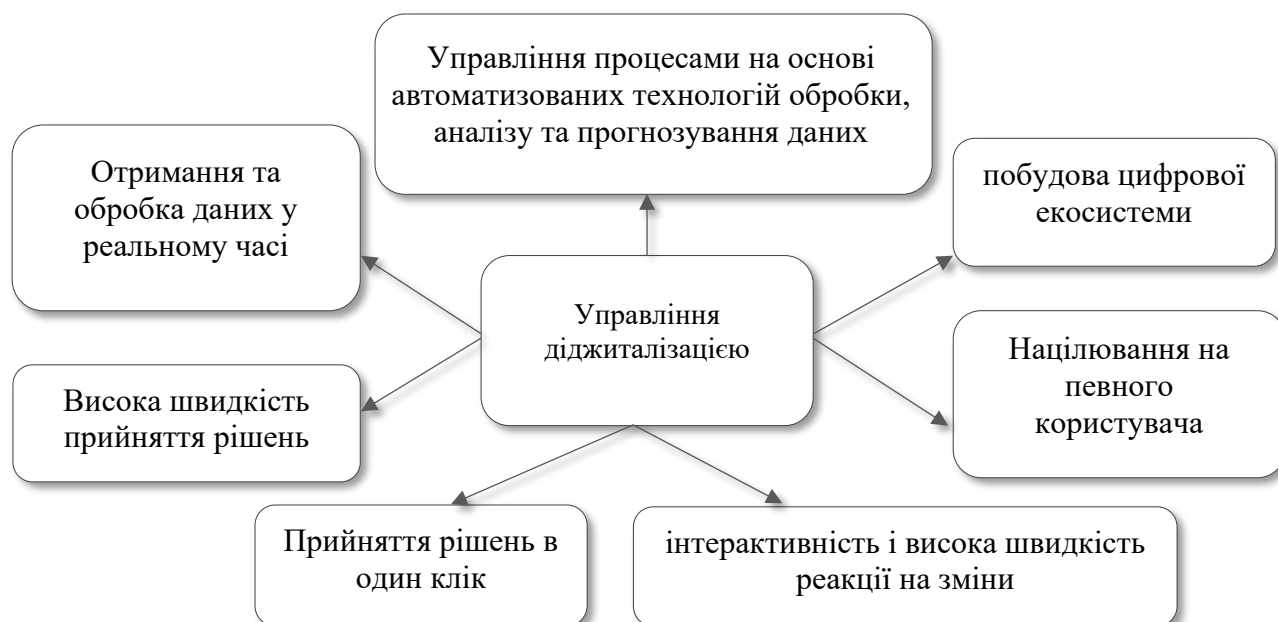 Управління процесами на основі
автоматизованих технологій обробки,
аналізу та прогнозування даних
Отримання та
обробка даних у
реальному часі
побудова цифрової
екосистеми
Управління
діджиталізацією
Націлювання на
певного
користувача
Висока швидкість
прийняття рішень
Прийняття рішень в
один клік
інтерактивність і висока швидкість
реакції на зміни